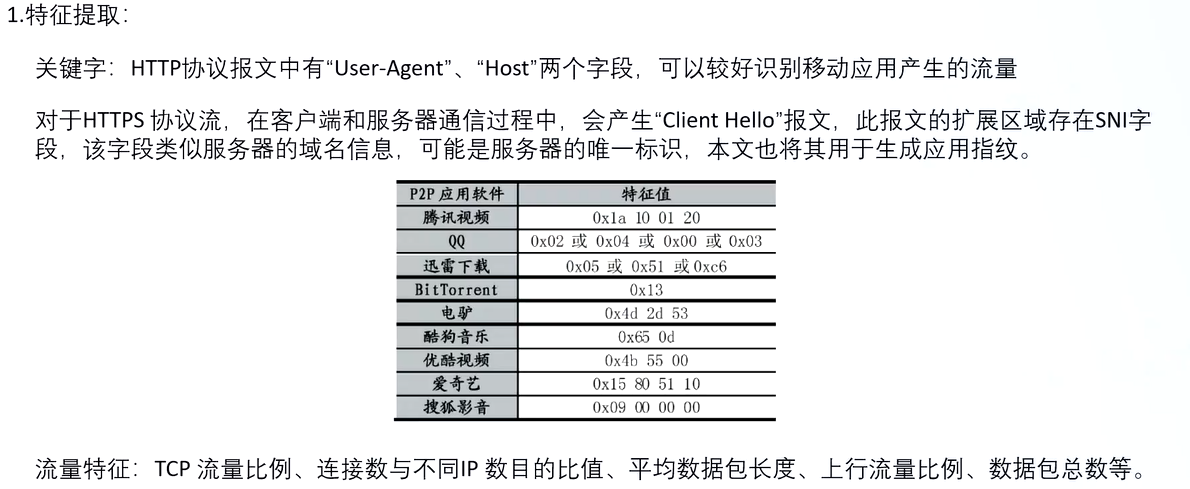 1.特征提取：
关键字：HTTP协议报文中有“User-Agent”、“Host”两个字段，可以较好识别移动应用产生的流量
对于HTTPS 协议流，在客户端和服务器通信过程中，会产生“Client Hello”报文，此报文的扩展区域存在SNI字
段，该字段类似服务器的域名信息，可能是服务器的唯一标识，本文也将其用于生成应用指纹。
P2P 应用软件 特征值
腾讯视频 0x1a 10 01 20
QQ 0x02 或 0x04 或 0x00 或 0x03
迅雷下载 0x05 或 0x51 或 0xc6
BitTorrent 0x13
电驴 0x4d 2d 53
酷狗音乐 0x65 0d
优酷视频 0x4b 55 00
爱奇艺 0x15 80 51 10
搜狐影音 0x09 00 00 00
流量特征：TCP 流量比例、连接数与不同IP 数目的比值、平均数据包长度、上行流量比例、数据包总数等。